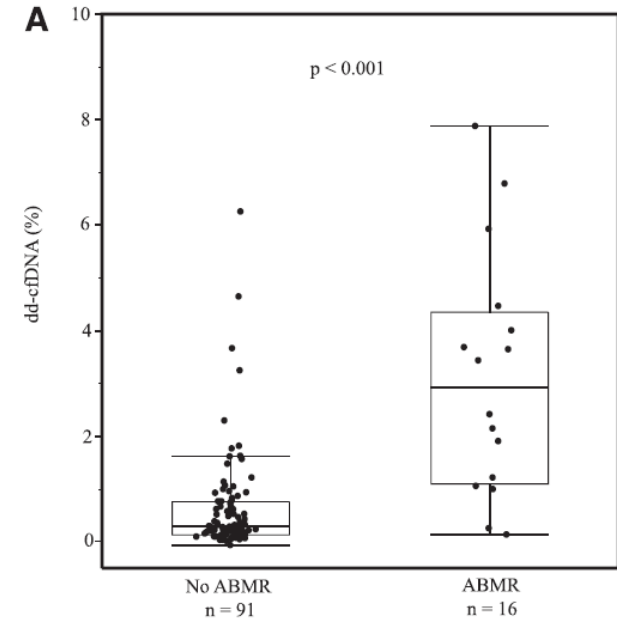 A
10
p < 0.001
8
6
dd-cfDNA (%)
4
2
0
No ABMR
ABMR
n = 91
n = 16